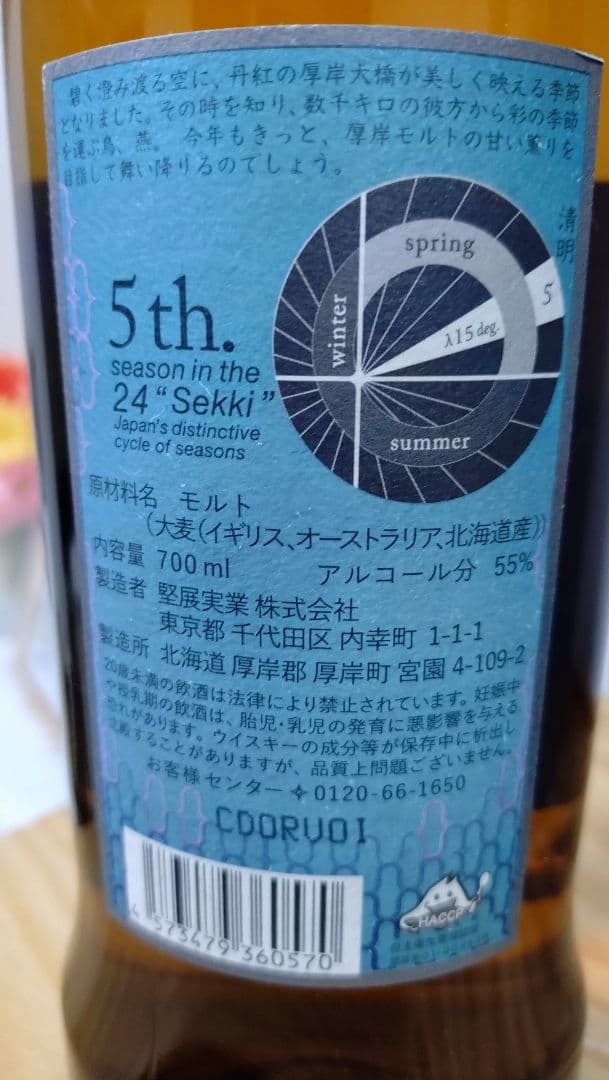 碧く澄み渡る空に、丹紅の厚岸大橋が美しく映える季節
となりました。その時を知り、数千キロの彼方から彩の季節
を運ぶ鳥、燕。 今年もきっと、厚岸モルトの甘い薫りを
目指して舞い降りるのでしょう。
清明
spring
5
winter
λ15 deg.
summer
5th.
season in the
24 “Sekki”
Japan's distinctive
cycle of seasons
原材料名 モルト
(大麦(イギリス、オーストラリア、北海道産))
内容量 700ml アルコール分 55%
製造者 堅展実業 株式会社
東京都 千代田区 内幸町 1-1-1
製造所 北海道 厚岸郡 厚岸町 宮園 4-109-2
20歳未満の飲酒は法律により禁止されています。妊娠中
や授乳期の飲酒は、胎児・乳児の発育に悪影響を与える
恐れがあります。ウイスキーの成分等が保存中に析出し
沈殿することがありますが、品質上問題ございません。
お客様センター ✧ 0120-66-1650
CDORV01
4 573479 360570
HACCP